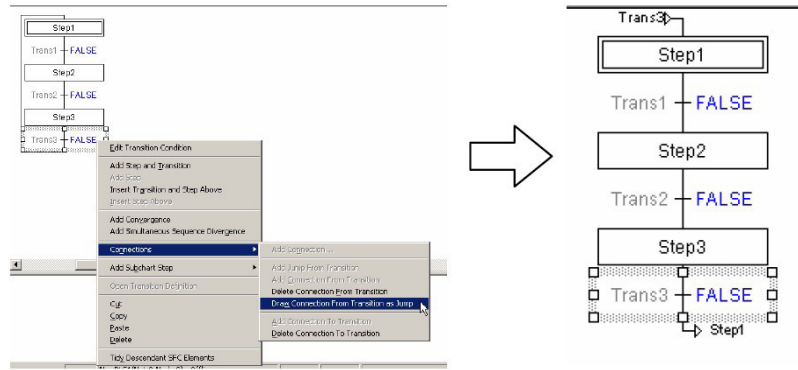 Step1
Trans1
FALSE
Step2
Trans2
FALSE
Step3
Trans3
FALSE
Edit Transition Condition
Add Step and Transition
Add Step
Insert Transition and Step Above
Insert Step Above
Add Convergence
Add Simultaneous Sequence Divergence
Connections
Add Subchart Step
Open Transition Definition
Cut
Copy
Paste
Delete
Tidy Descendant SFC Elements
Add Connection ...
Add Jump From Transition
Add Connection From Transition
Delete Connection From Transition
Draw Connection From Transition as Jump
Add Connection To Transition
Delete Connection To Transition
Trans3
Step1
Trans1
FALSE
Step2
Trans2
FALSE
Step3
Trans3
FALSE
Step1